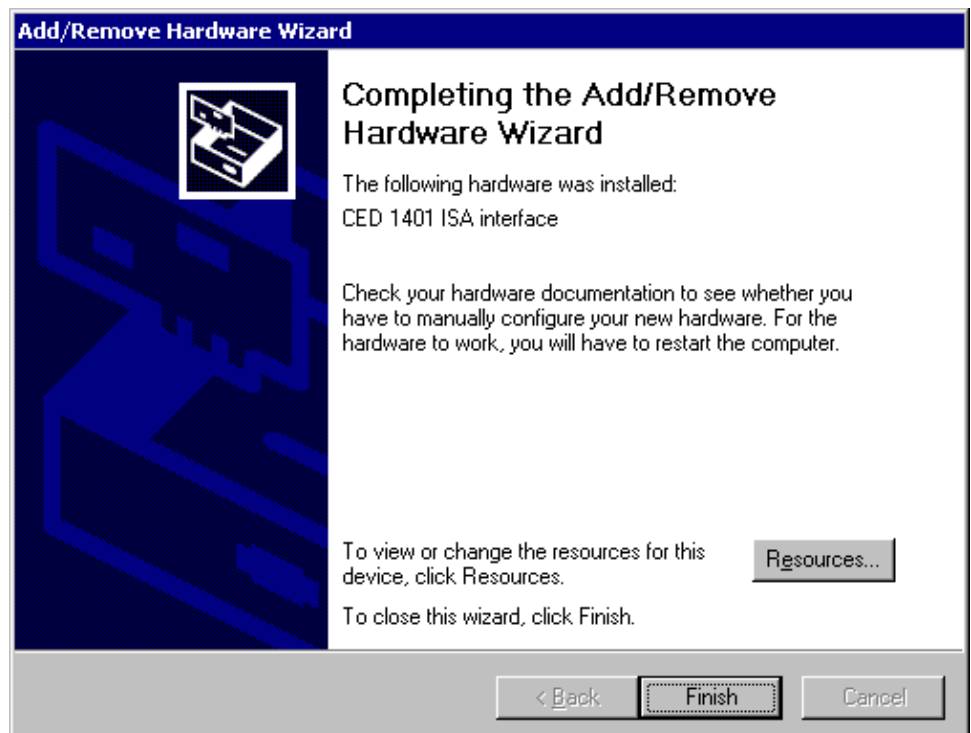 Add/Remove Hardware Wizard
Completing the Add/Remove
Hardware Wizard
The following hardware was installed:
CED 1401 ISA interface
Check your hardware documentation to see whether you
have to manually configure your new hardware. For the
hardware to work, you will have to restart the computer.
To view or change the resources for this
device, click Resources.
Resources...
To close this wizard, click Finish.
< Back
Finish
Cancel